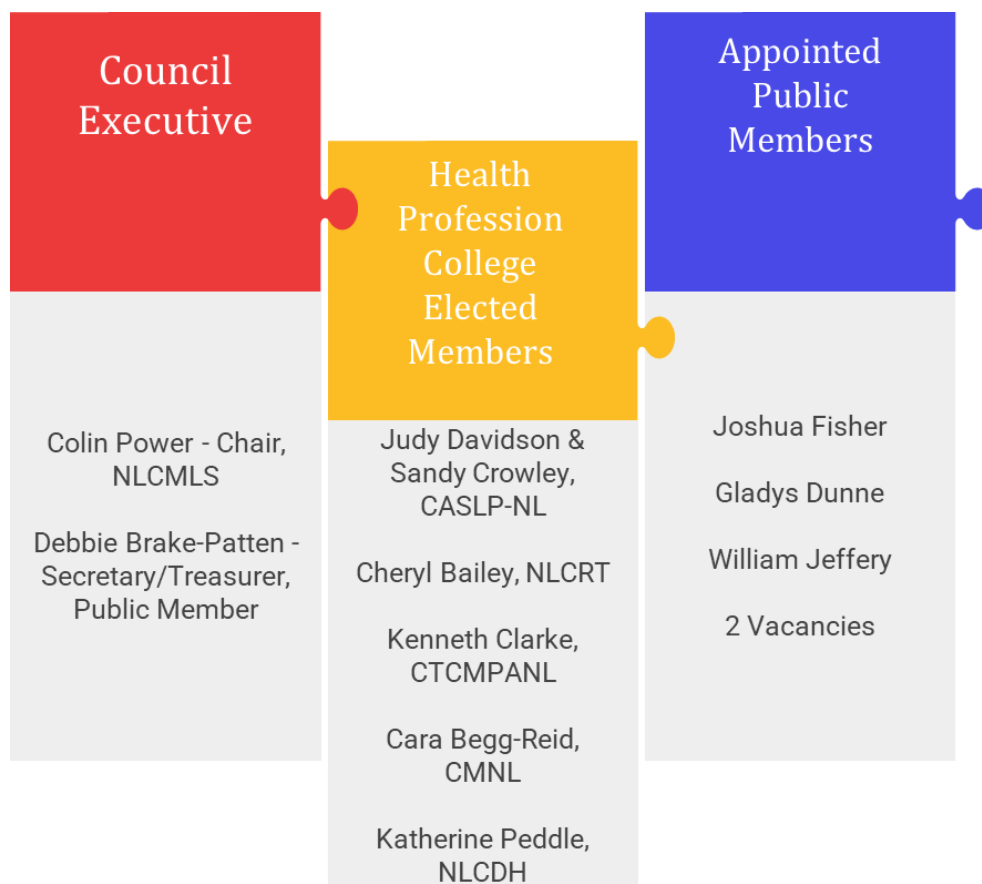 Council
Executive
Colin Power - Chair,
NLCMLS
Debbie Brake-Patten -
Secretary/Treasurer,
Public Member
Health
Profession
College
Elected
Members
Judy Davidson &
Sandy Crowley,
CASLP-NL
Cheryl Bailey, NLCRT
Kenneth Clarke,
CTCMPANL
Cara Begg-Reid,
CMNL
Katherine Peddle,
NLCDH
Appointed
Public
Members
Joshua Fisher
Gladys Dunne
William Jeffery
2 Vacancies